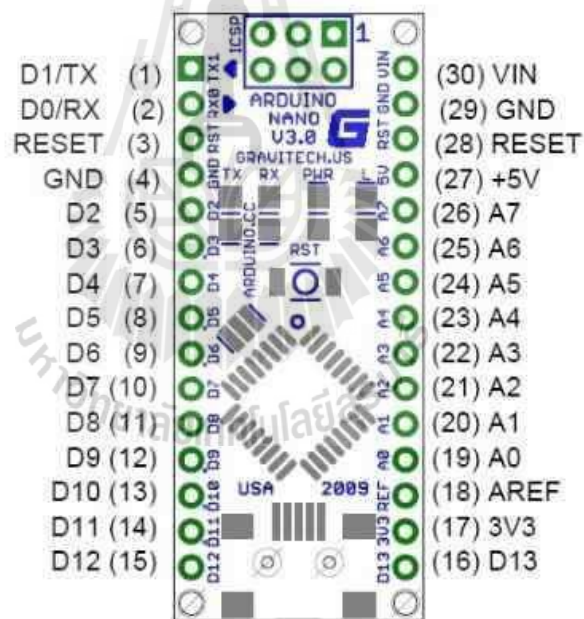 D1/TX (1)
D0/RX (2)
RESET (3)
GND (4)
D2 (5)
D3 (6)
D4 (7)
D5 (8)
D6 (9)
D7 (10)
D8 (11)
D9 (12)
D10 (13)
D11 (14)
D12 (15)
ICSP
1
TX1
RX0
RST
GND
D2
D3
D4
D5
D6
D7
D8
D9
D10
D11
D12
ARDUINO
NANO
V3.0
G
GRAVITECH.US
TX RX PWR L
ARDUINO.CC
RST
USA 2009
VIN
GND
RST
5V
A7
A6
A5
A4
A3
A2
A1
A0
REF
3V3
D13
(30) VIN
(29) GND
(28) RESET
(27) +5V
(26) A7
(25) A6
(24) A5
(23) A4
(22) A3
(21) A2
(20) A1
(19) A0
(18) AREF
(17) 3V3
(16) D13